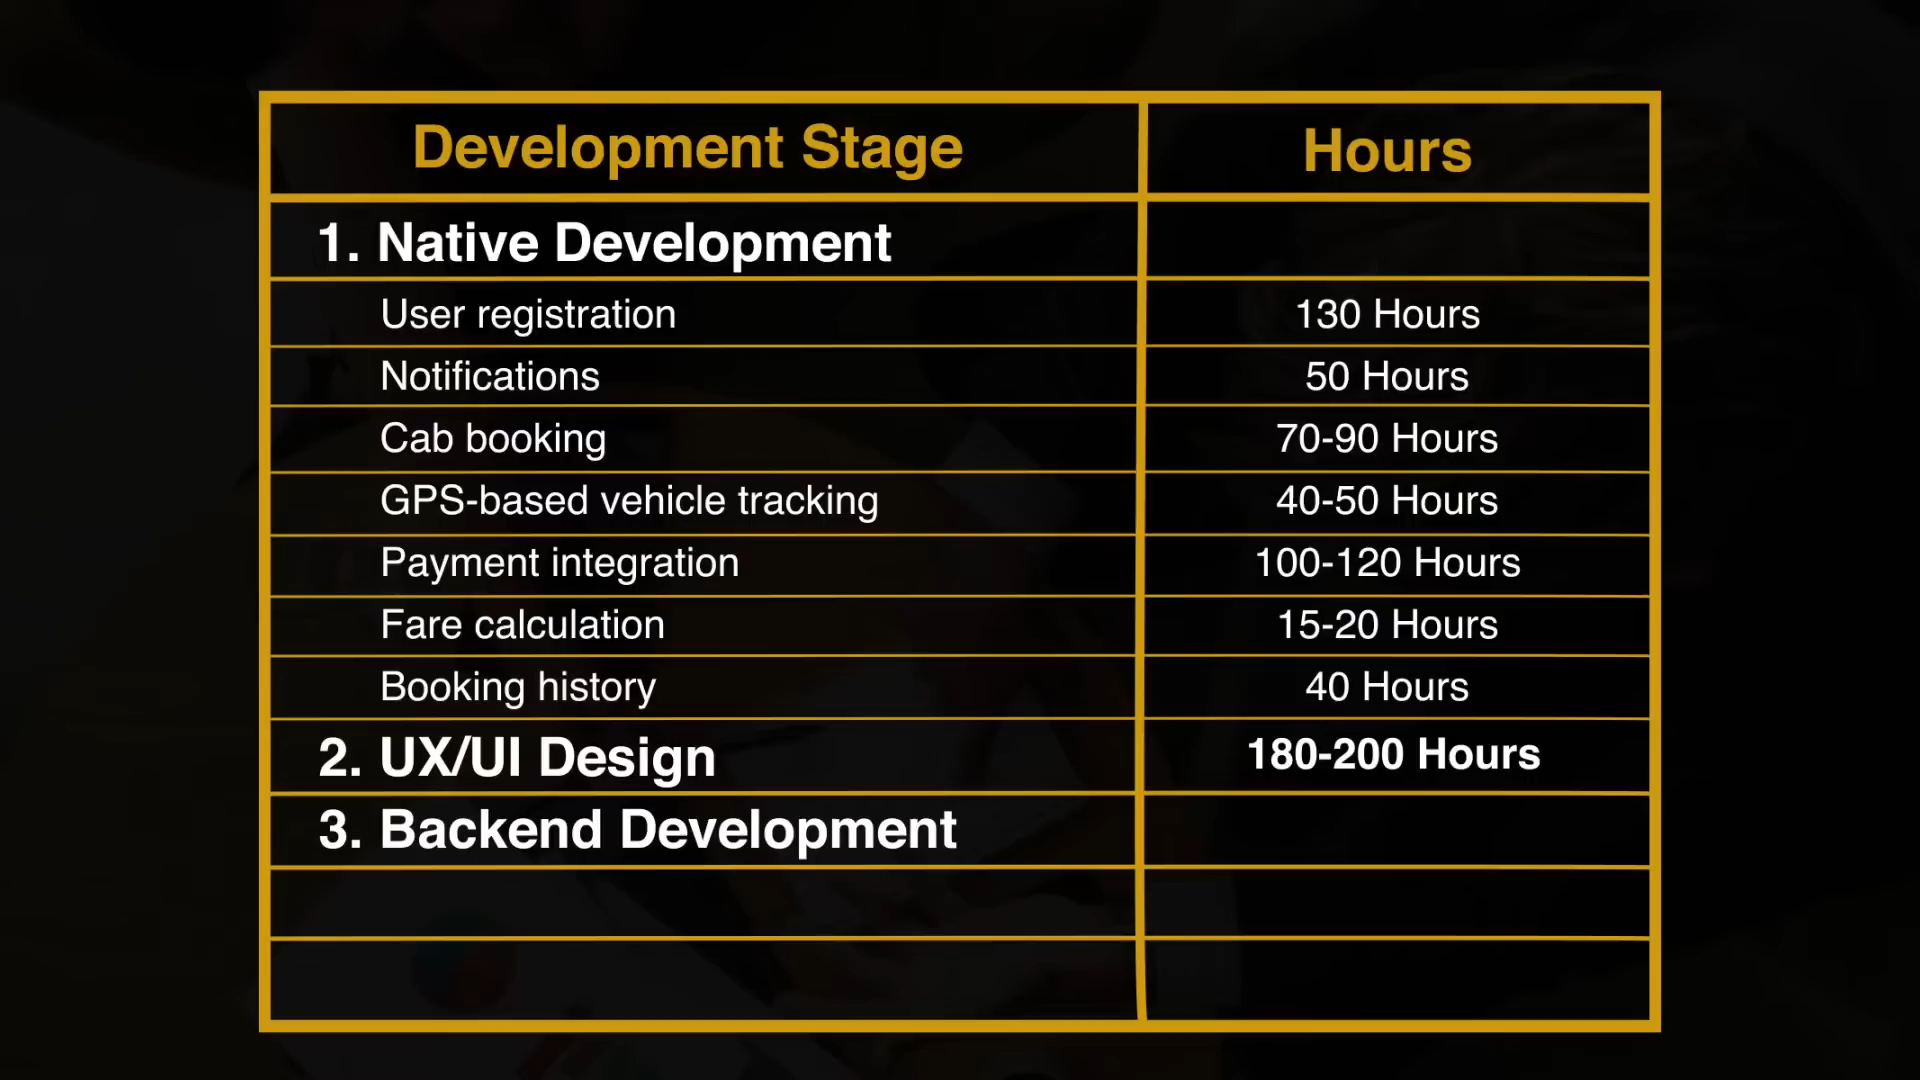 Development Stage Hours
1. Native Development
User registration 130 Hours
Notifications 50 Hours
Cab booking 70-90 Hours
GPS-based vehicle tracking 40-50 Hours
Payment integration 100-120 Hours
Fare calculation 15-20 Hours
Booking history 40 Hours
2. UX/UI Design 180-200 Hours
3. Backend Development